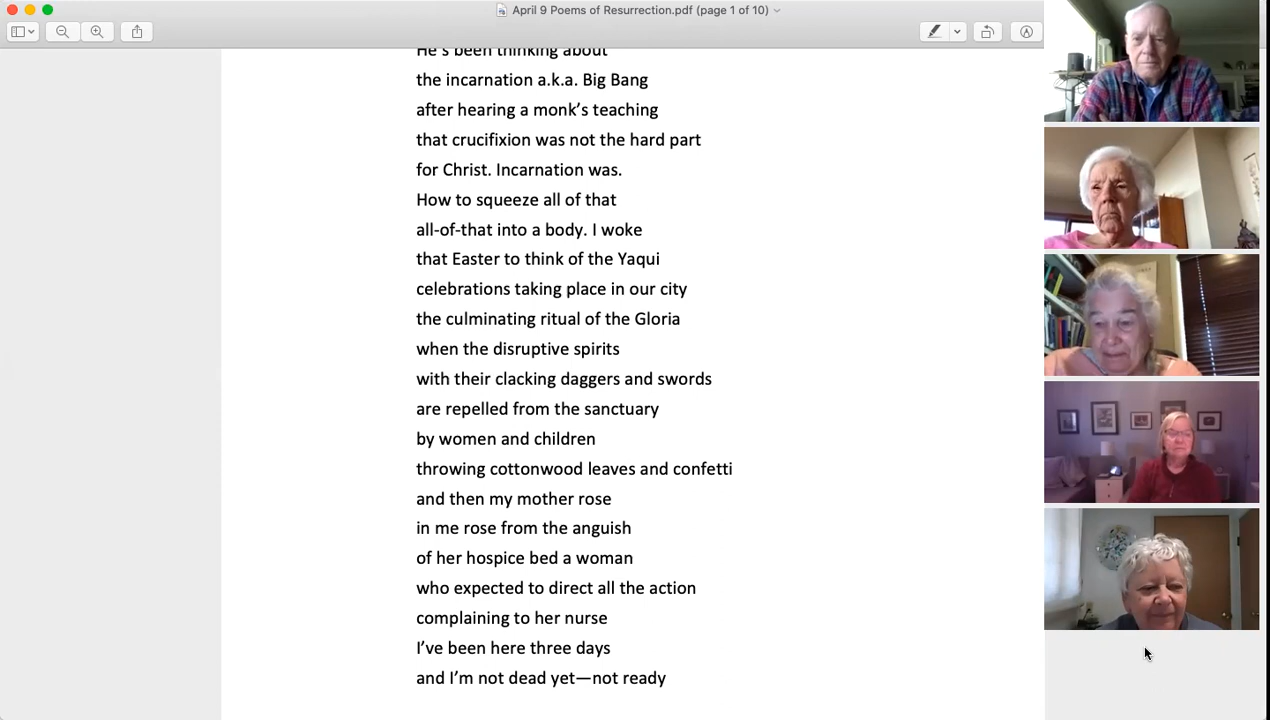 April 9 Poems of Resurrection.pdf (page 1 of 10)
He's been thinking about
the incarnation a.k.a. Big Bang
after hearing a monk's teaching
that crucifixion was not the hard part
for Christ. Incarnation was.
How to squeeze all of that
all-of-that into a body. I woke
that Easter to think of the Yaqui
celebrations taking place in our city
the culminating ritual of the Gloria
when the disruptive spirits
with their clacking daggers and swords
are repelled from the sanctuary
by women and children
throwing cottonwood leaves and confetti
and then my mother rose
in me rose from the anguish
of her hospice bed a woman
who expected to direct all the action
complaining to her nurse
I've been here three days
and I'm not dead yet—not ready